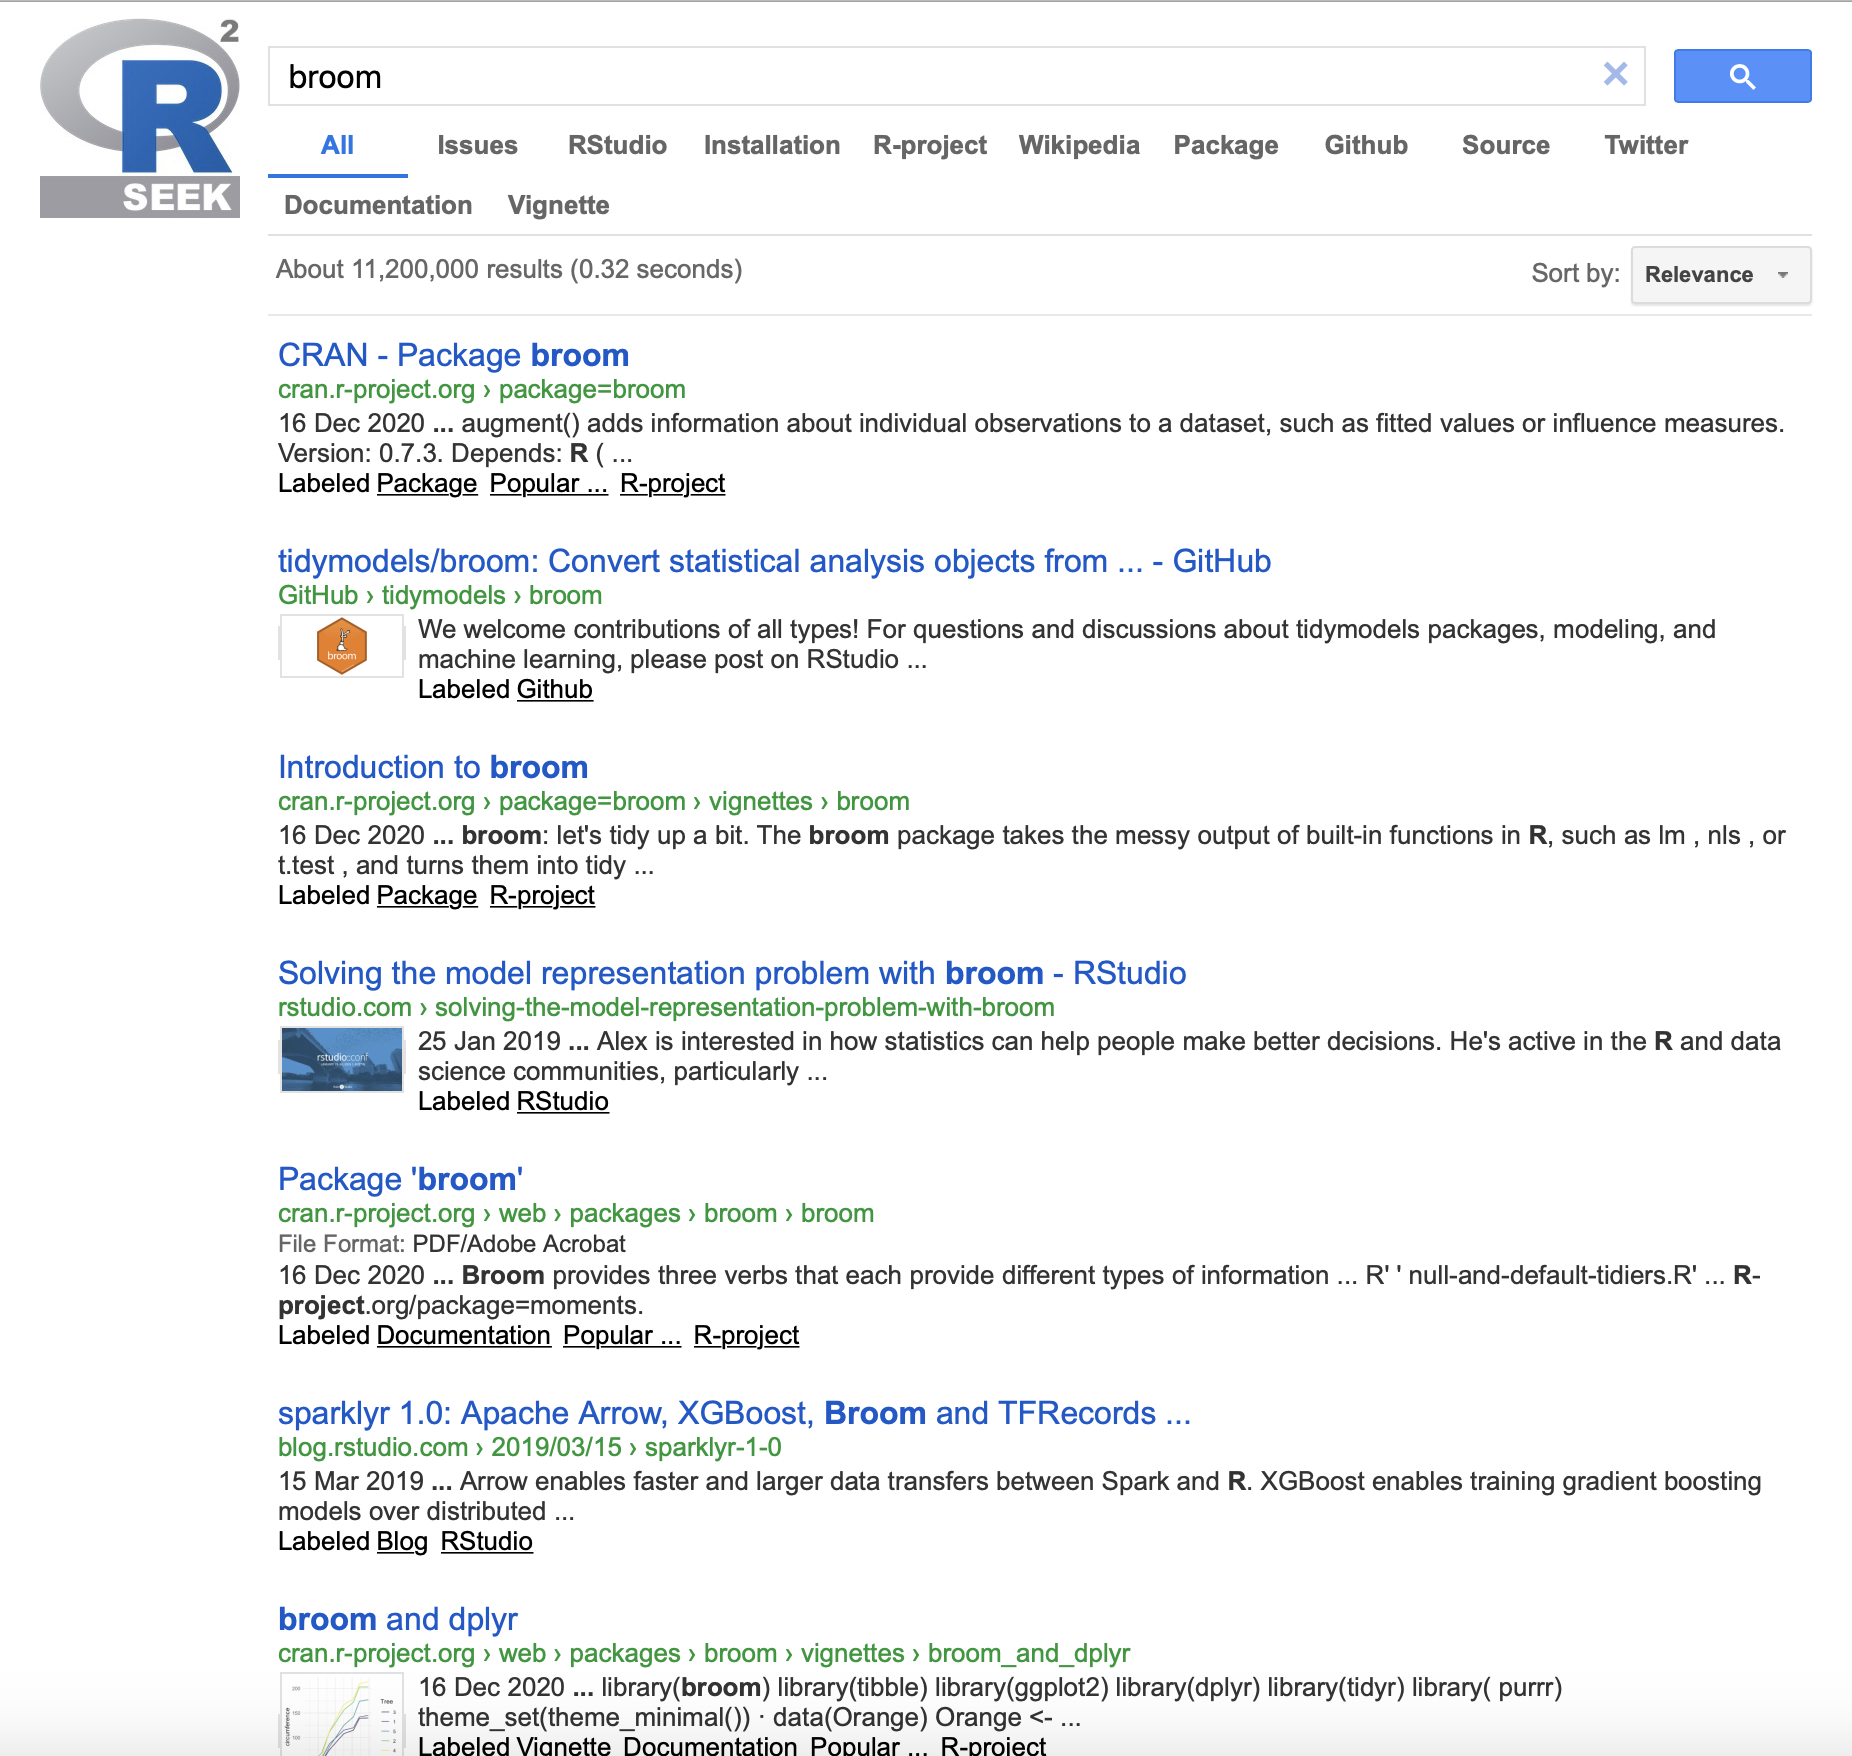 R 2
SEEK
broom
All Issues RStudio Installation R-project Wikipedia Package Github Source Twitter
Documentation Vignette
About 11,200,000 results (0.32 seconds)
Sort by: Relevance
CRAN - Package broom
cran.r-project.org › package=broom
16 Dec 2020 ... augment() adds information about individual observations to a dataset, such as fitted values or influence measures.
Version: 0.7.3. Depends: R ( ...
Labeled Package Popular ... R-project
tidymodels/broom: Convert statistical analysis objects from ... - GitHub
GitHub › tidymodels › broom
broom
We welcome contributions of all types! For questions and discussions about tidymodels packages, modeling, and
machine learning, please post on RStudio ...
Labeled Github
Introduction to broom
cran.r-project.org › package=broom › vignettes › broom
16 Dec 2020 ... broom: let's tidy up a bit. The broom package takes the messy output of built-in functions in R, such as lm , nls , or
t.test , and turns them into tidy ...
Labeled Package R-project
Solving the model representation problem with broom - RStudio
rstudio.com › solving-the-model-representation-problem-with-broom
rstudio::conf
25 Jan 2019 ... Alex is interested in how statistics can help people make better decisions. He's active in the R and data
science communities, particularly ...
Labeled RStudio
Package 'broom'
cran.r-project.org › web › packages › broom › broom
File Format: PDF/Adobe Acrobat
16 Dec 2020 ... Broom provides three verbs that each provide different types of information ... R' ' null-and-default-tidiers.R' ... R-
project.org/package=moments.
Labeled Documentation Popular ... R-project
sparklyr 1.0: Apache Arrow, XGBoost, Broom and TFRecords ...
blog.rstudio.com › 2019/03/15 › sparklyr-1-0
15 Mar 2019 ... Arrow enables faster and larger data transfers between Spark and R. XGBoost enables training gradient boosting
models over distributed ...
Labeled Blog RStudio
broom and dplyr
cran.r-project.org › web › packages › broom › vignettes › broom_and_dplyr
200
150
100
circumference
Tree
3
1
5
2
4
16 Dec 2020 ... library(broom) library(tibble) library(ggplot2) library(dplyr) library(tidyr) library( purrr)
theme_set(theme_minimal()) · data(Orange) Orange <- ...
Labeled Vignette Documentation Popular ... R-project